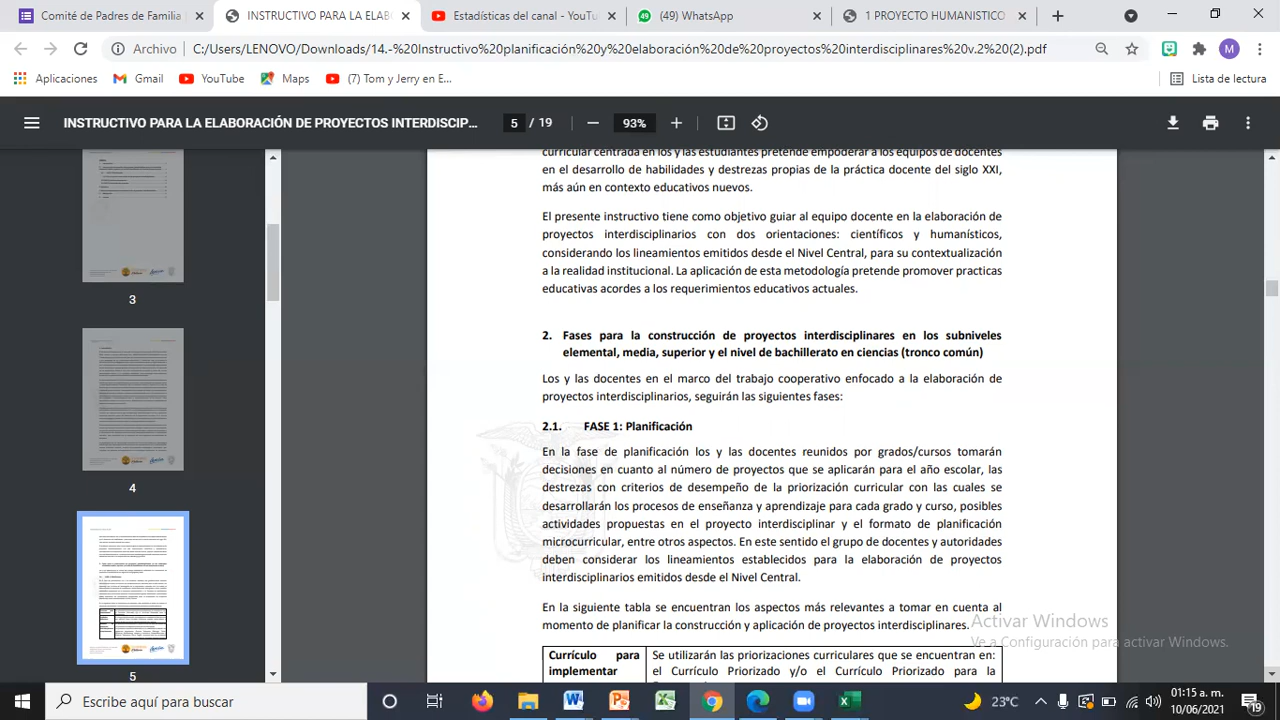 Comité de Padres de Familia
INSTRUCTIVO PARA LA ELAB
Estadísticas del canal - YouTu
(49) WhatsApp
1 PROYECTO HUMANISTICO
Archivo
C:/Users/LENOVO/Downloads/14.-%20Instructivo%20planificación%20y%20elaboración%20de%20proyectos%20interdisciplinares%20v.2%20(2).pdf
M
Aplicaciones
Gmail
YouTube
Maps
(7) Tom y Jerry en E...
Lista de lectura
INSTRUCTIVO PARA LA ELABORACIÓN DE PROYECTOS INTERDISCIP...
5 / 19
93%
3
4
5
curricular centrada en los y las estudiantes pretende empoderar a los equipos de docentes
en el desarrollo de habilidades y destrezas propias de la práctica docente del siglo XXI,
más aún en contexto educativos nuevos.
El presente instructivo tiene como objetivo guiar al equipo docente en la elaboración de
proyectos interdisciplinarios con dos orientaciones: científicos y humanísticos,
considerando los lineamientos emitidos desde el Nivel Central, para su contextualización
a la realidad institucional. La aplicación de esta metodología pretende promover practicas
educativas acordes a los requerimientos educativos actuales.
2. Fases para la construcción de proyectos interdisciplinares en los subniveles
elemental, media, superior y el nivel de bachillerato en ciencias (tronco común)
Los y las docentes en el marco del trabajo cooperativo enfocado a la elaboración de
proyectos interdisciplinarios, seguirán las siguientes fases:
2.1. FASE 1: Planificación
En la fase de planificación los y las docentes reunidos por grados/cursos tomarán
decisiones en cuanto al número de proyectos que se aplicarán para el año escolar, las
destrezas con criterios de desempeño de la priorización curricular con las cuales se
desarrollarán los procesos de enseñanza y aprendizaje para cada grado y curso, posibles
actividades propuestas en el proyecto interdisciplinar y el formato de planificación
microcurricular, entre otros aspectos. En este sentido el grupo de docentes y autoridades
deben considerar los lineamientos establecidos para la elaboración de proyectos
interdisciplinarios emitidos desde el Nivel Central.
En la siguiente tabla se encuentran los aspectos más relevantes a tomar en cuenta al
momento de planificar la construcción y aplicación de proyectos interdisciplinares.
Currículo para implementar
Se utilizarán las priorizaciones curriculares que se encuentran en:
el Currículo Priorizado y/o el Currículo Priorizado para la
Activar Windows
Ve a Configuración para activar Windows.
Escribe aquí para buscar
23°C
01:15 a. m.
10/06/2021
19